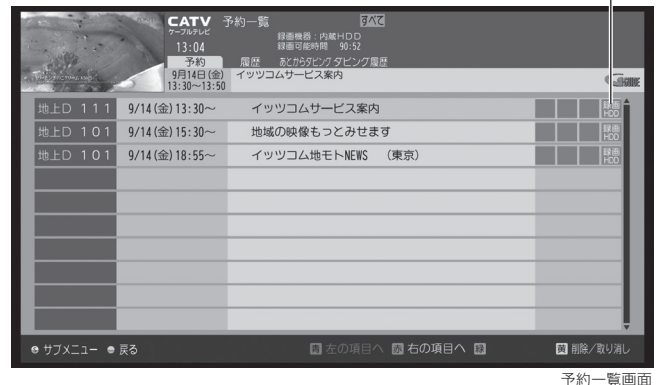 CATV 予約一覧 すべて
ケーブルテレビ
録画機器：内蔵HDD
13:04 録画可能時間 90:52
予約 履歴 あとからダビング ダビング履歴
9月14日(金) イッツコムサービス案内
13:30～13:50
GUIDE
地上D 111 9/14(金)13:30～ イッツコムサービス案内 録画 HDD
地上D 101 9/14(金)15:30～ 地域の映像もっとみせます 録画 HDD
地上D 101 9/14(金)18:55～ イッツコム地モトNEWS （東京） 録画 HDD
サブメニュー 戻る 青 左の項目へ 赤 右の項目へ 緑 黄 削除／取り消し
予約一覧画面